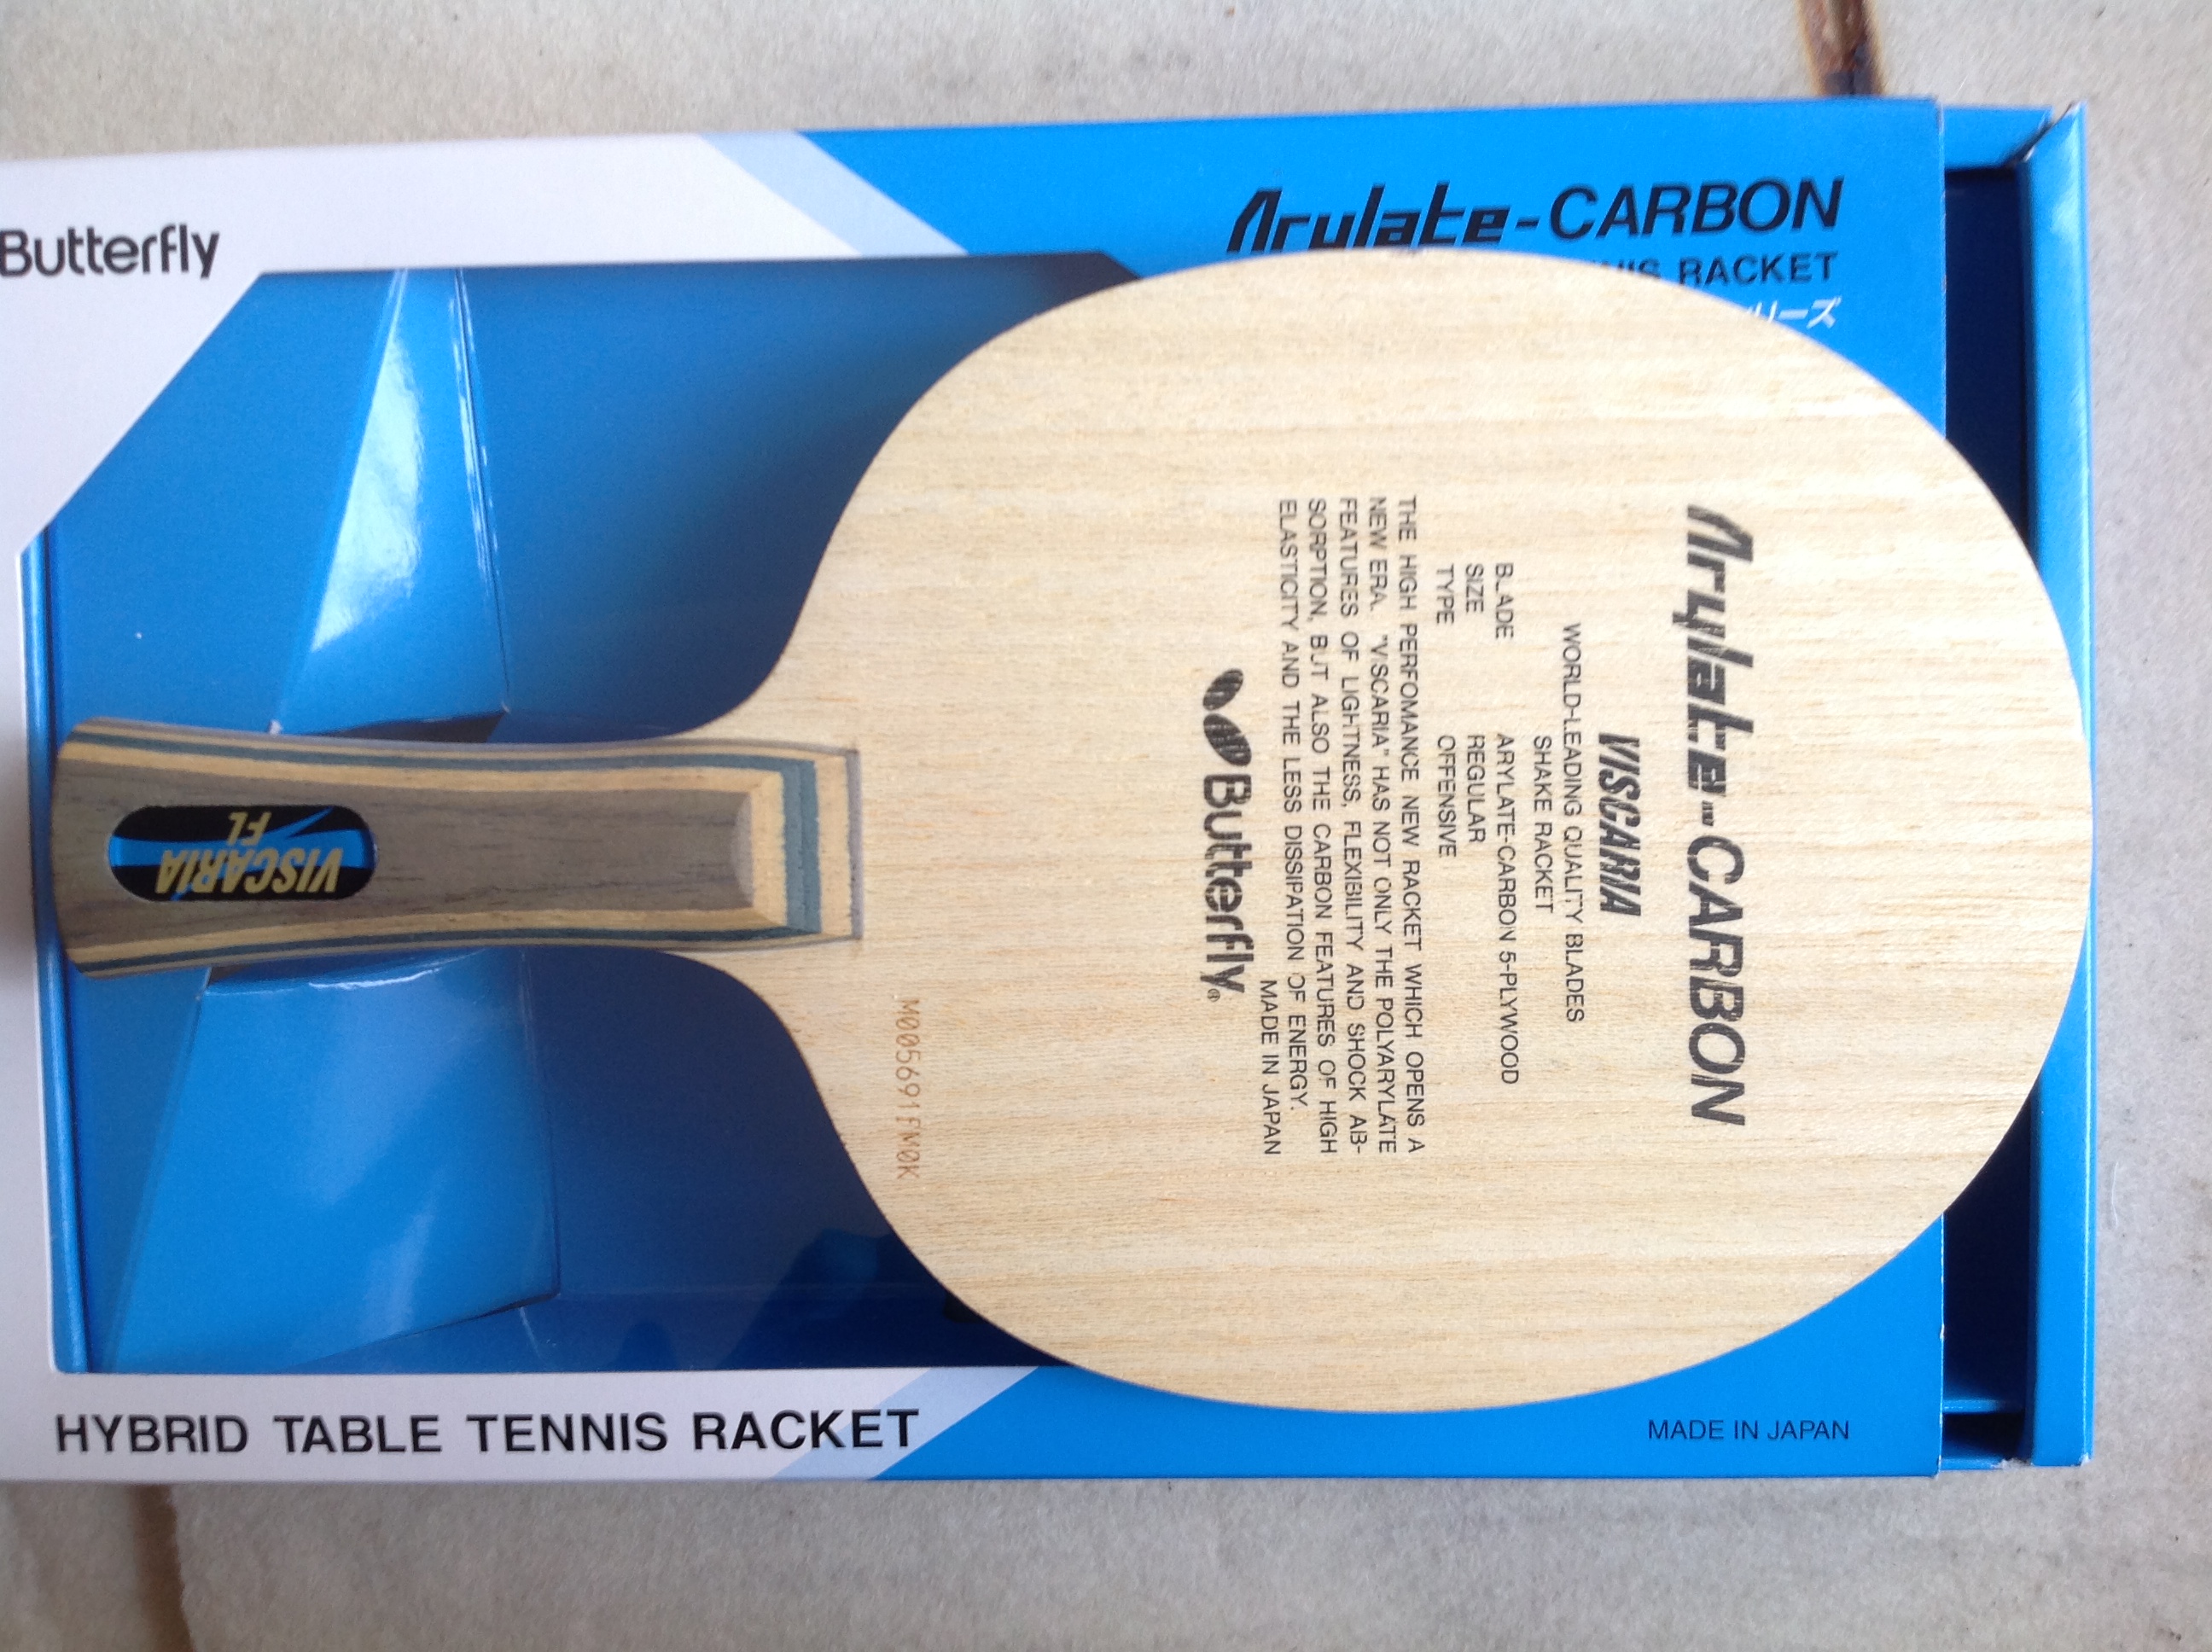 Butterfly
Arylate-CARBON
RACKET
リーズ
Arylate-CARBON
VISCARIA
WORLD-LEADING QUALITY BLADES
SHAKE RACKET
BLADE ARYLATE-CARBON 5-PLYWOOD
SIZE REGULAR
TYPE OFFENSIVE
THE HIGH PERFOMANCE NEW RACKET WHICH OPENS A
NEW ERA. "VISCARIA" HAS NOT ONLY THE POLYARYLATE
FEATURES OF LIGHTNESS, FLEXIBILITY AND SHOCK AB-
SORPTION, BUT ALSO THE CARBON FEATURES OF HIGH
ELASTICITY AND THE LESS DISSIPATION OF ENERGY.
MADE IN JAPAN
Butterfly®
M005691FM0K
VISCARIA
FL
HYBRID TABLE TENNIS RACKET
MADE IN JAPAN